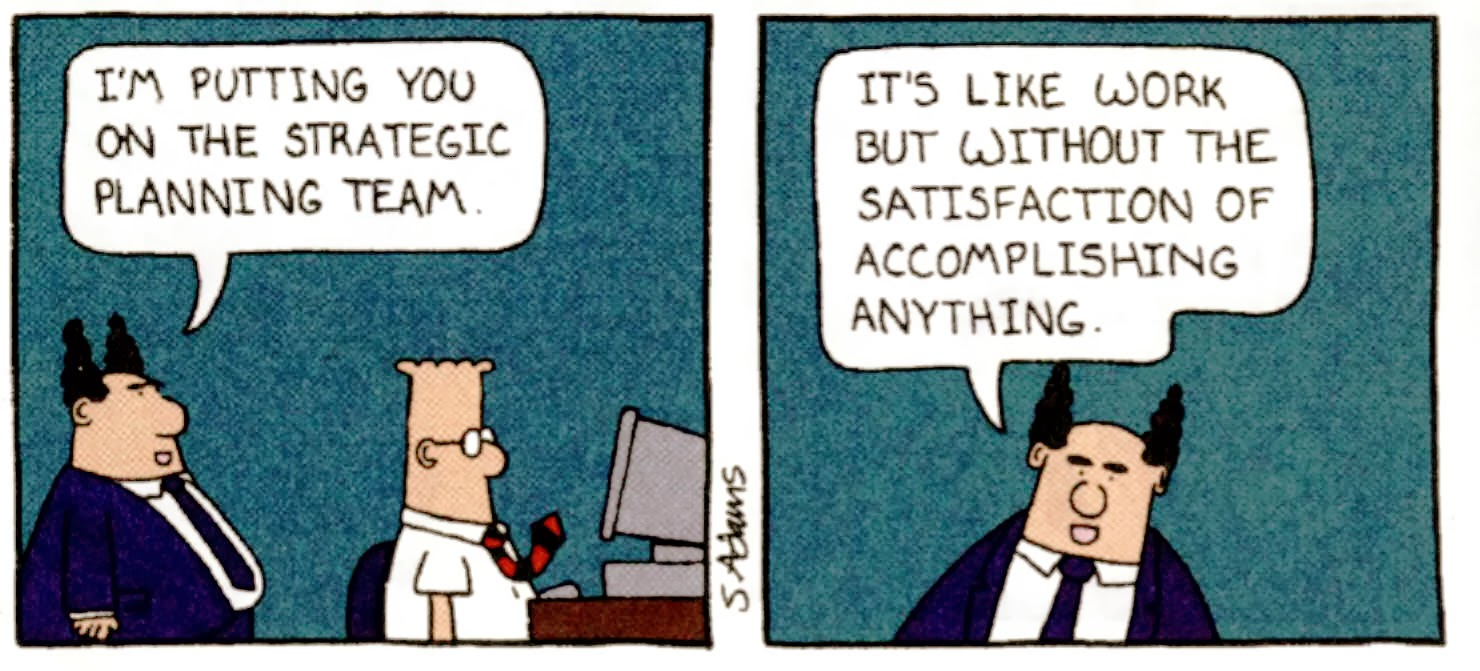 I'M PUTTING YOU
ON THE STRATEGIC
PLANNING TEAM.
S.Adams
IT'S LIKE WORK
BUT WITHOUT THE
SATISFACTION OF
ACCOMPLISHING
ANYTHING.